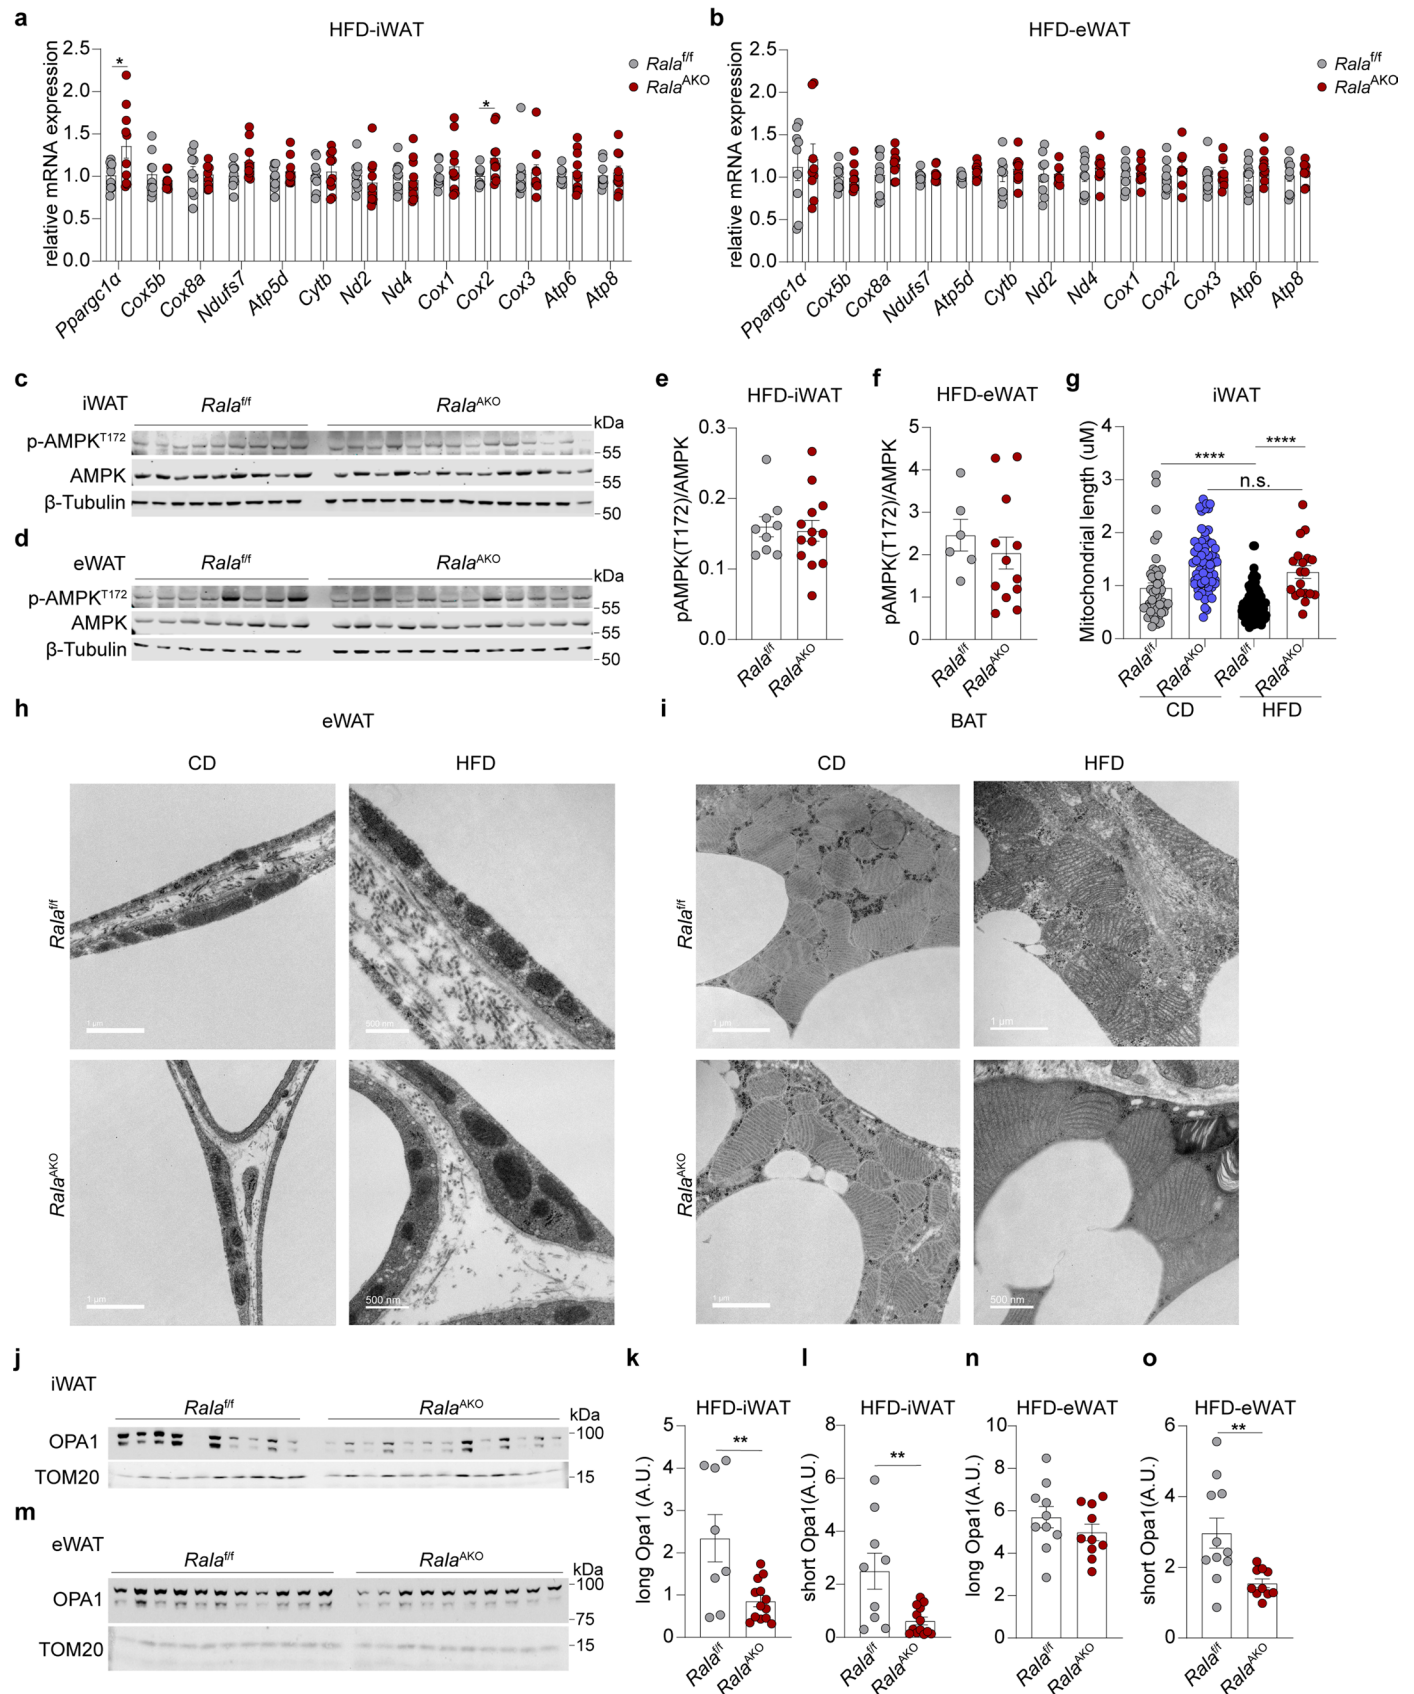 a
HFD-iWAT
relative mRNA expression
2.5
2.0
1.5
1.0
0.5
0.0
*
*
Ralaf/f
RalaAKO
Ppargc1α
Cox5b
Cox8a
Ndufs7
Atp5d
Cytb
Nd2
Nd4
Cox1
Cox2
Cox3
Atp6
Atp8
b
HFD-eWAT
relative mRNA expression
2.5
2.0
1.5
1.0
0.5
0.0
Ralaf/f
RalaAKO
Ppargc1α
Cox5b
Cox8a
Ndufs7
Atp5d
Cytb
Nd2
Nd4
Cox1
Cox2
Cox3
Atp6
Atp8
c
iWAT
Ralaf/f
RalaAKO
kDa
p-AMPKT172
55
AMPK
55
β-Tubulin
50
d
eWAT
Ralaf/f
RalaAKO
kDa
p-AMPKT172
55
AMPK
55
β-Tubulin
50
e
HFD-iWAT
pAMPK(T172)/AMPK
0.3
0.2
0.1
0.0
Ralaf/f
RalaAKO
f
HFD-eWAT
pAMPK(T172)/AMPK
5
4
3
2
1
0
Ralaf/f
RalaAKO
g
iWAT
Mitochondrial length (uM)
4
3
2
1
0
****
****
n.s.
Ralaf/f
RalaAKO
Ralaf/f
RalaAKO
CD
HFD
h
eWAT
CD
HFD
Ralaf/f
1 µm
500 nm
RalaAKO
1 µm
500 nm
i
BAT
CD
HFD
Ralaf/f
1 µm
1 µm
RalaAKO
1 µm
500 nm
j
iWAT
Ralaf/f
RalaAKO
kDa
OPA1
100
TOM20
15
m
eWAT
Ralaf/f
RalaAKO
kDa
OPA1
100
75
TOM20
15
k
HFD-iWAT
long Opa1 (A.U.)
5
4
3
2
1
0
**
Ralaf/f
RalaAKO
l
HFD-iWAT
short Opa1(A.U.)
8
6
4
2
0
**
Ralaf/f
RalaAKO
n
HFD-eWAT
long Opa1 (A.U.)
10
8
6
4
2
0
Ralaf/f
RalaAKO
o
HFD-eWAT
short Opa1(A.U.)
6
4
2
0
**
Ralaf/f
RalaAKO